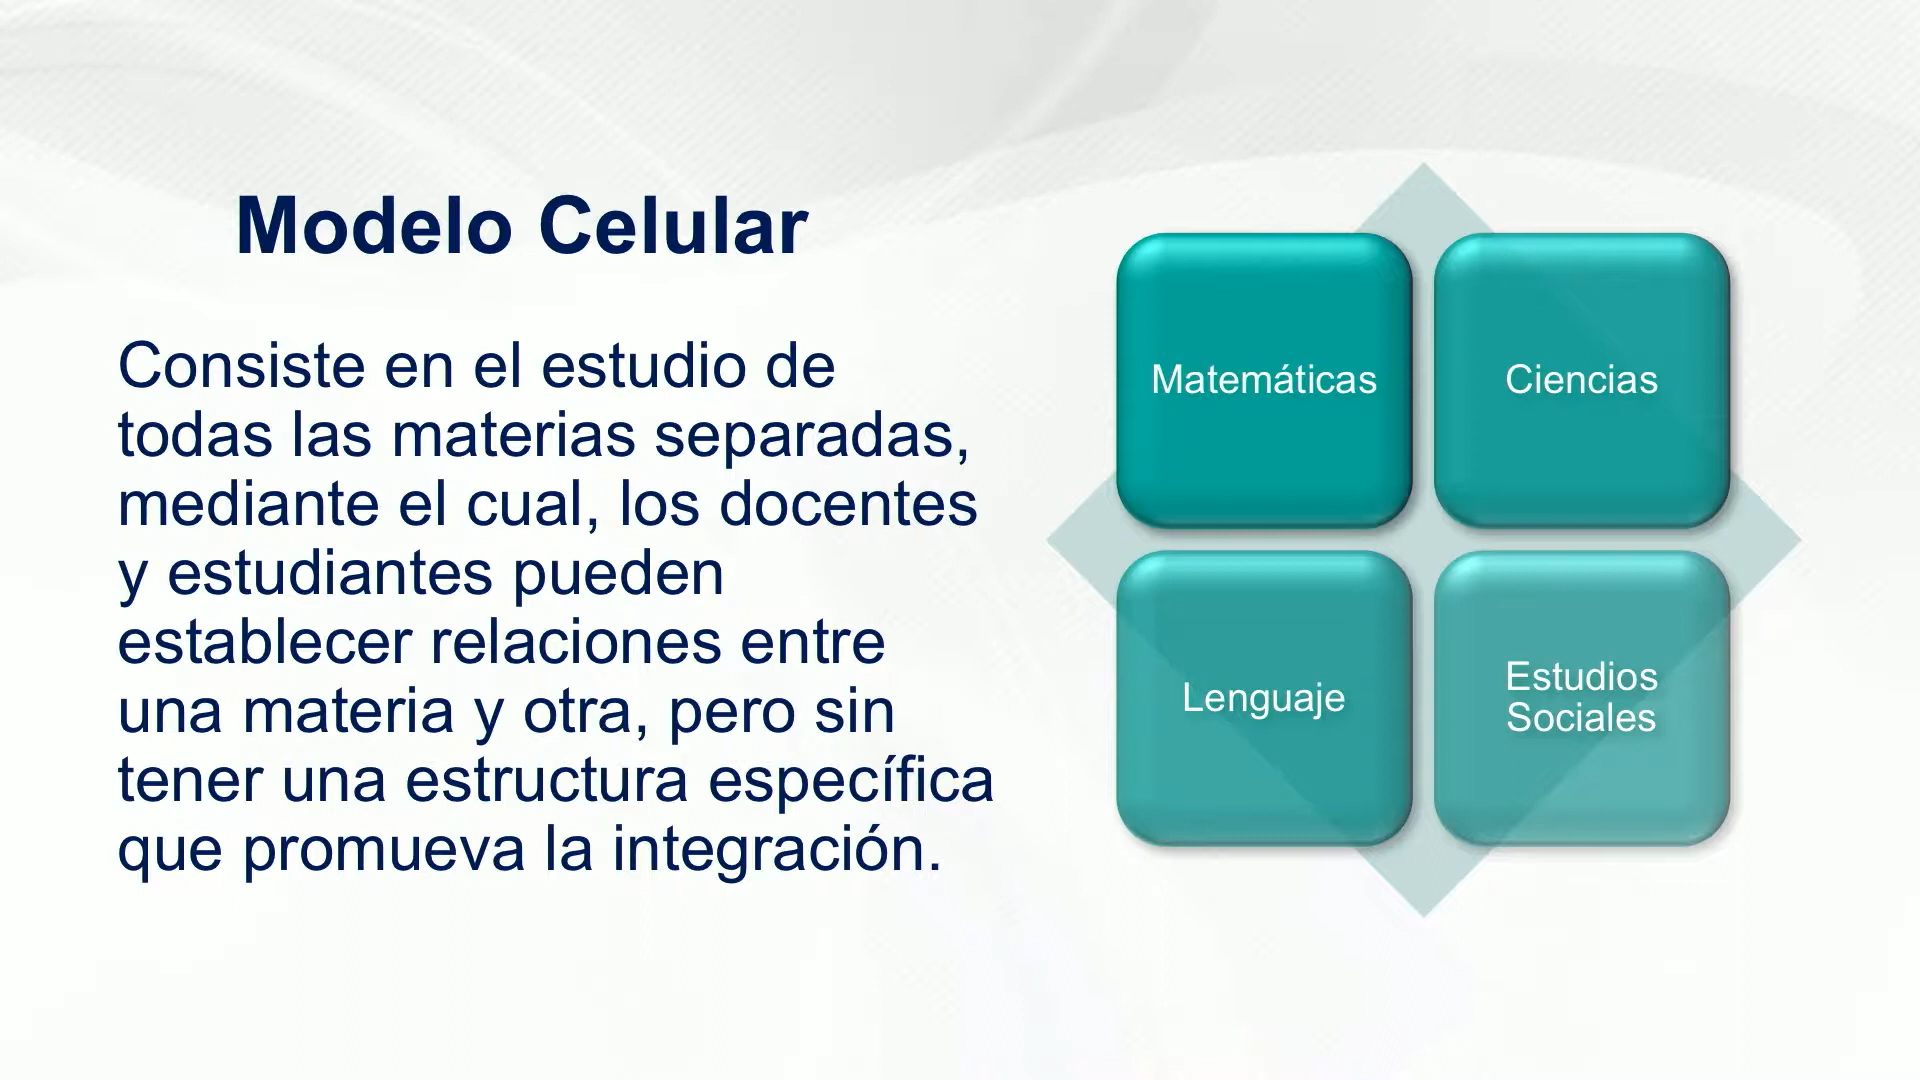 Modelo Celular
Consiste en el estudio de
todas las materias separadas,
mediante el cual, los docentes
y estudiantes pueden
establecer relaciones entre
una materia y otra, pero sin
tener una estructura específica
que promueva la integración.
Matemáticas
Ciencias
Lenguaje
Estudios
Sociales